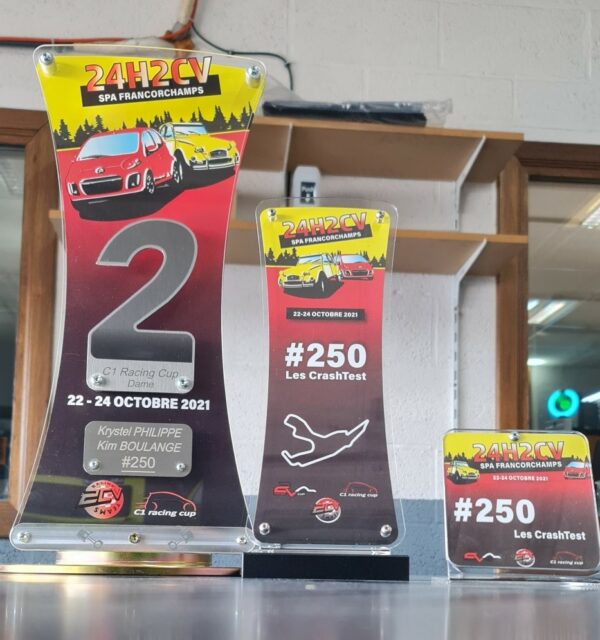 24H2CV
SPA FRANCORCHAMPS
2
C1 Racing Cup
Dame
22 - 24 OCTOBRE 2021
Krystel PHILIPPE
Kim BOULANGE
#250
2CV
C1 racing cup
24H2CV
SPA FRANCORCHAMPS
22-24 OCTOBRE 2021
#250
Les CrashTest
C1 racing cup
24H2CV
SPA FRANCORCHAMPS
22-24 OCTOBRE 2021
#250
Les CrashTest
C1 racing cup